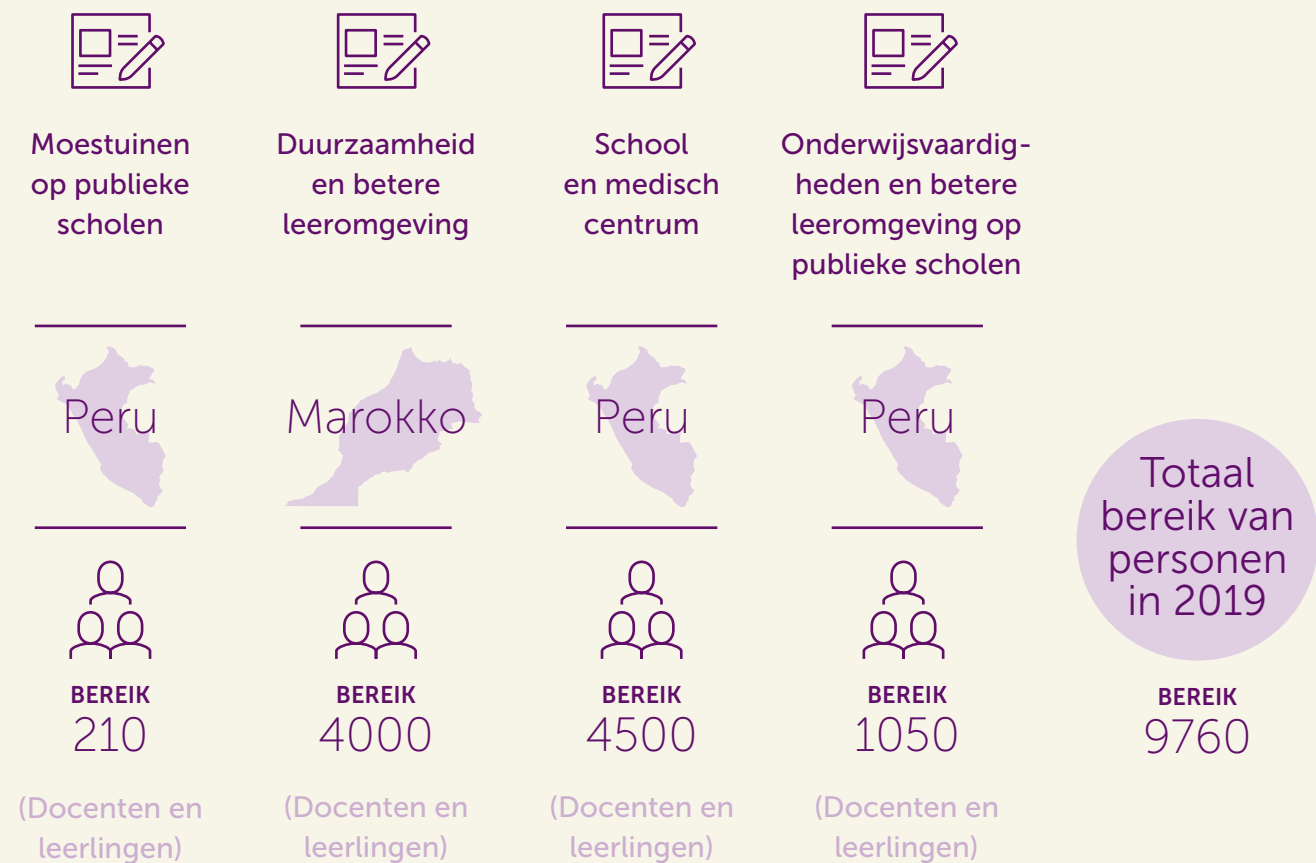 Moestuinen
op publieke
scholen
Duurzaamheid
en betere
leeromgeving
School
en medisch
centrum
Onderwijsvaardig-
heden en betere
leeromgeving op
publieke scholen
Peru
Marokko
Peru
Peru
Totaal
bereik van
personen
in 2019
BEREIK
210
(Docenten en
leerlingen)
BEREIK
4000
(Docenten en
leerlingen)
BEREIK
4500
(Docenten en
leerlingen)
BEREIK
1050
(Docenten en
leerlingen)
BEREIK
9760